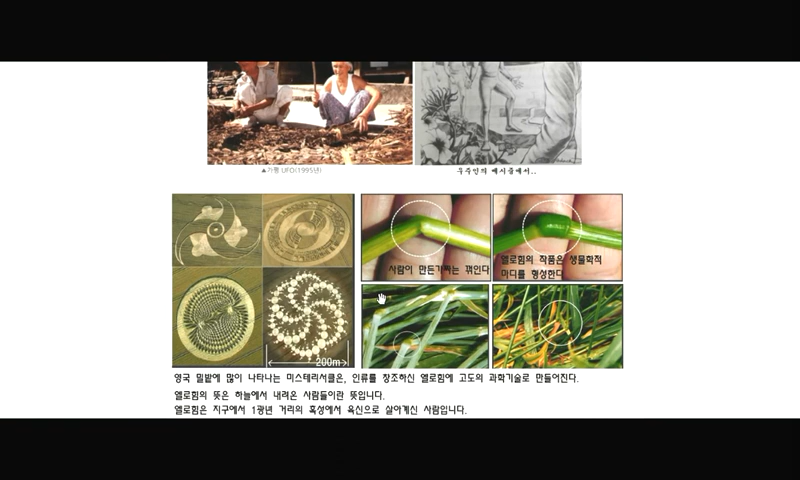 ▲가평 UFO(1995년)
우주인의 메시즐에서..
사람이 만든가짜는 꺾인다
엘로힘의 작품은 생물학적
마디를 형성한다
200m
영국 밀밭에 많이 나타나는 미스테리서클은, 인류를 창조하신 엘로힘에 고도의 과학기술로 만들어진다.
엘로힘의 뜻은 하늘에서 내려온 사람들이란 뜻입니다.
엘로힘은 지구에서 1광년 거리의 혹성에서 육신으로 살아계신 사람입니다.